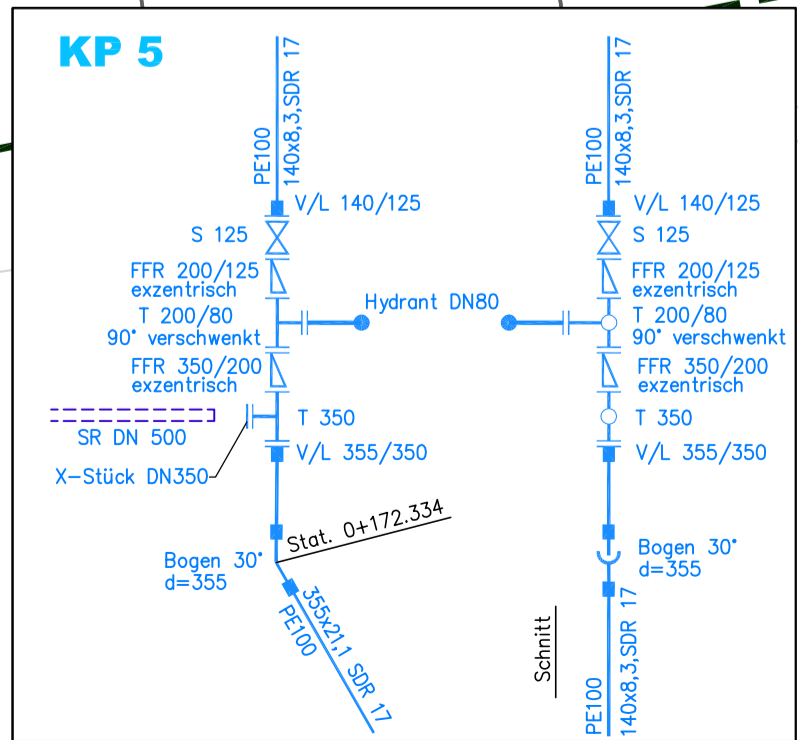 KP 5
PE100
140x8,3,SDR 17
V/L 140/125
S 125
FFR 200/125
exzentrisch
T 200/80
90° verschwenkt
Hydrant DN80
FFR 350/200
exzentrisch
T 350
SR DN 500
X-Stück DN350
V/L 355/350
Stat. 0+172.334
Bogen 30°
d=355
355x21,1 SDR 17
PE100
PE100
140x8,3,SDR 17
V/L 140/125
S 125
FFR 200/125
exzentrisch
T 200/80
90° verschwenkt
FFR 350/200
exzentrisch
T 350
V/L 355/350
Bogen 30°
d=355
Schnitt
PE100
140x8,3,SDR 17